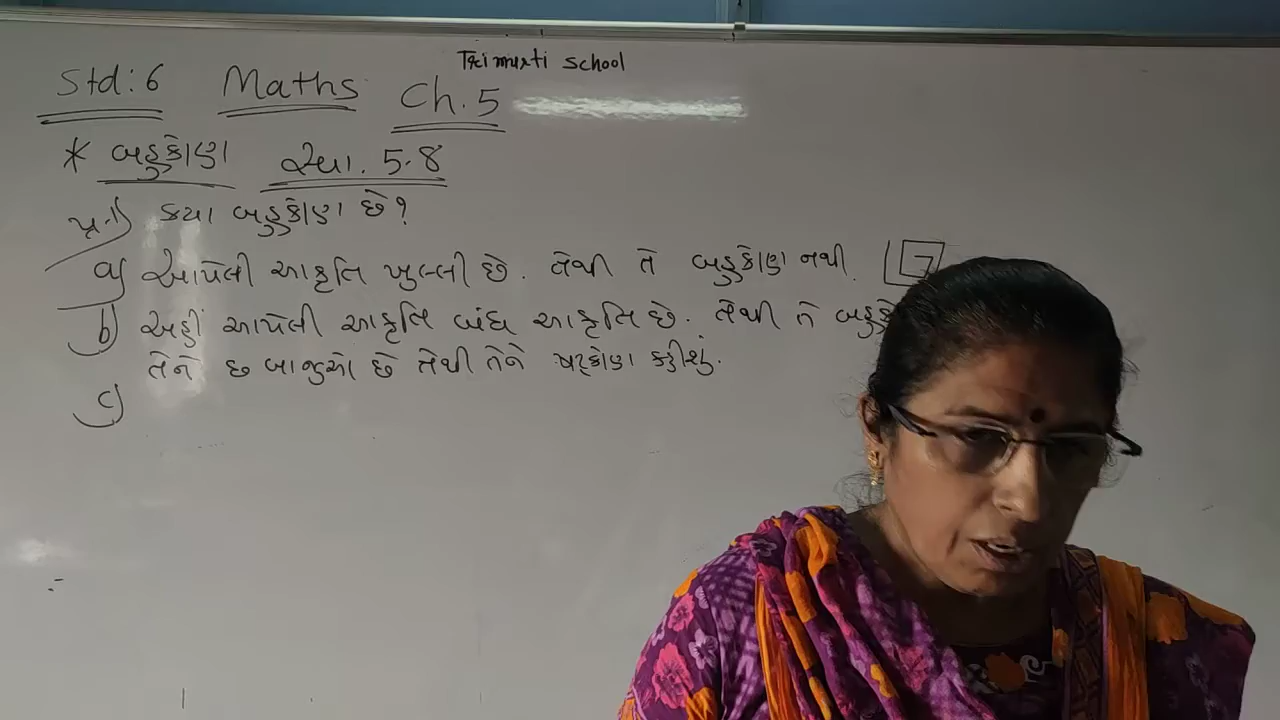 Trimurti school
Std: 6 Maths Ch. 5
* બહુકોણ સ્વા. 5.8
પ્ર.1) કયા બહુકોણ છે?
a) આપેલી આકૃતિ ખુલ્લી છે. તેથી તે બહુકોણ નથી.
b) અહીં આપેલી આકૃતિ બંધ આકૃતિ છે. તેથી તે
તેને છ બાજુઓ છે તેથી તેને ષટ્કોણ કહીશું.
c)